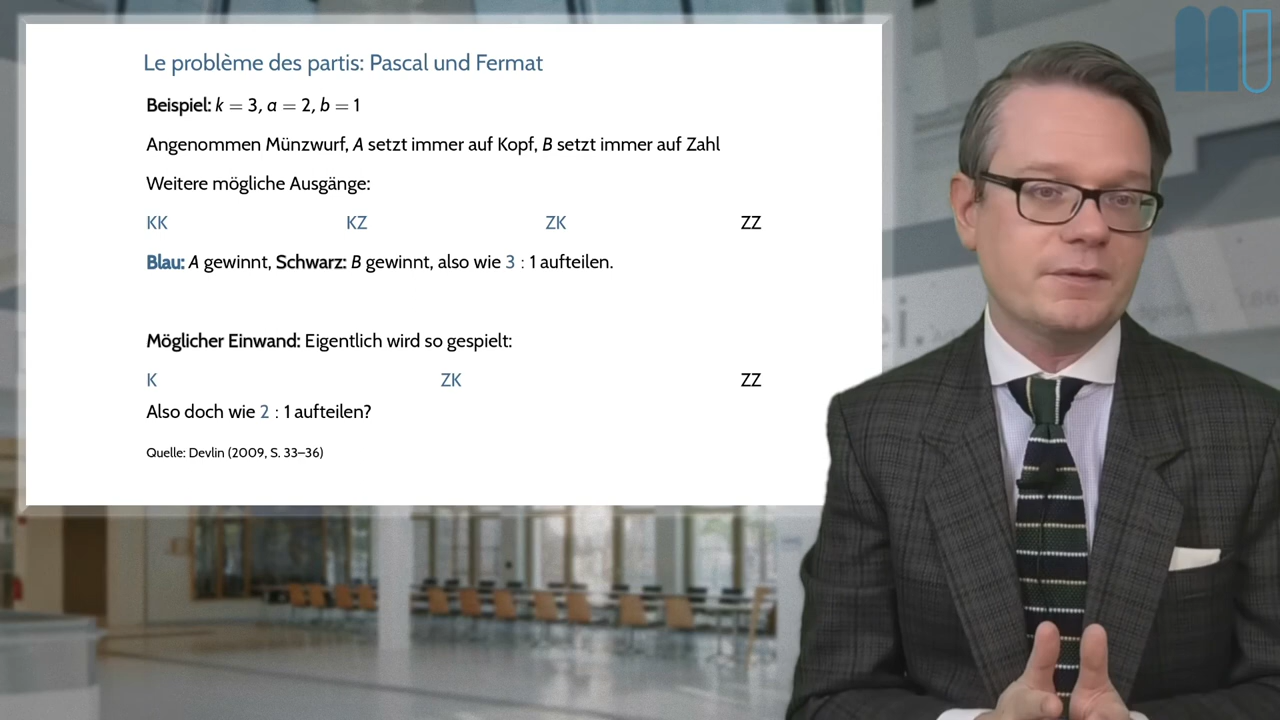 Le problème des partis: Pascal und Fermat
Beispiel: k = 3, a = 2, b = 1
Angenommen Münzwurf, A setzt immer auf Kopf, B setzt immer auf Zahl
Weitere mögliche Ausgänge:
KK KZ ZK ZZ
Blau: A gewinnt, Schwarz: B gewinnt, also wie 3 : 1 aufteilen.
Möglicher Einwand: Eigentlich wird so gespielt:
K ZK ZZ
Also doch wie 2 : 1 aufteilen?
Quelle: Devlin (2009, S. 33–36)